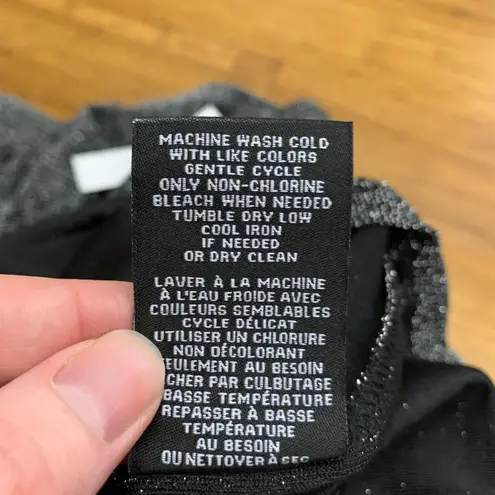 MACHINE WASH COLD
WITH LIKE COLORS
GENTLE CYCLE
ONLY NON-CHLORINE
BLEACH WHEN NEEDED
TUMBLE DRY LOW
COOL IRON
IF NEEDED
OR DRY CLEAN
LAVER À LA MACHINE
À L'EAU FROIDE AVEC
COULEURS SEMBLABLES
CYCLE DÉLICAT
UTILISER UN CHLORURE
NON DÉCOLORANT
EULEMENT AU BESOIN
CHER PAR CULBUTAGE
BASSE TEMPÉRATURE
REPASSER À BASSE
TEMPÉRATURE
AU BESOIN
OU NETTOYER À SEC